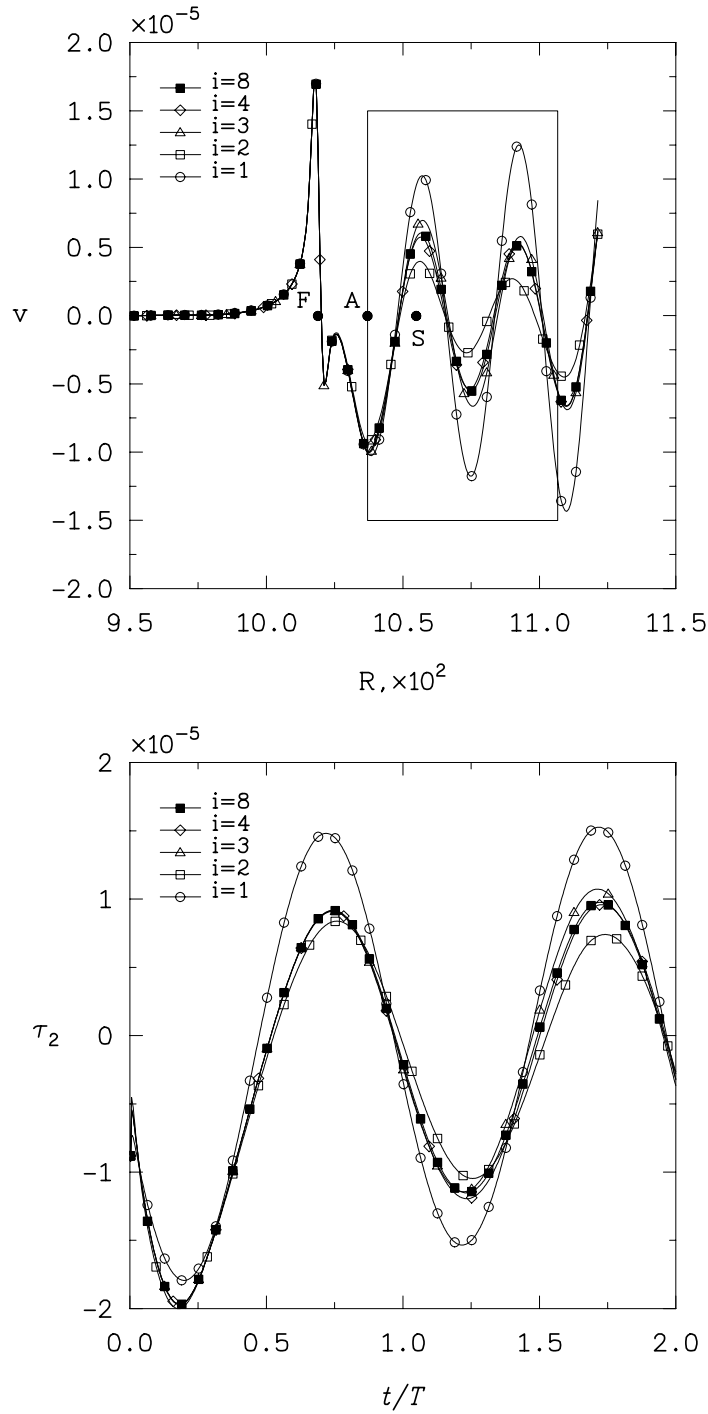 ×10⁻⁵
2.0
i=8
i=4
i=3
i=2
i=1
1.5
1.0
0.5
F A
v 0.0
S
−0.5
−1.0
−1.5
−2.0
9.5 10.0 10.5 11.0 11.5
R, ×10²
×10⁻⁵
2
i=8
i=4
i=3
i=2
i=1
1
τ₂ 0
−1
−2
0.0 0.5 1.0 1.5 2.0
t/T